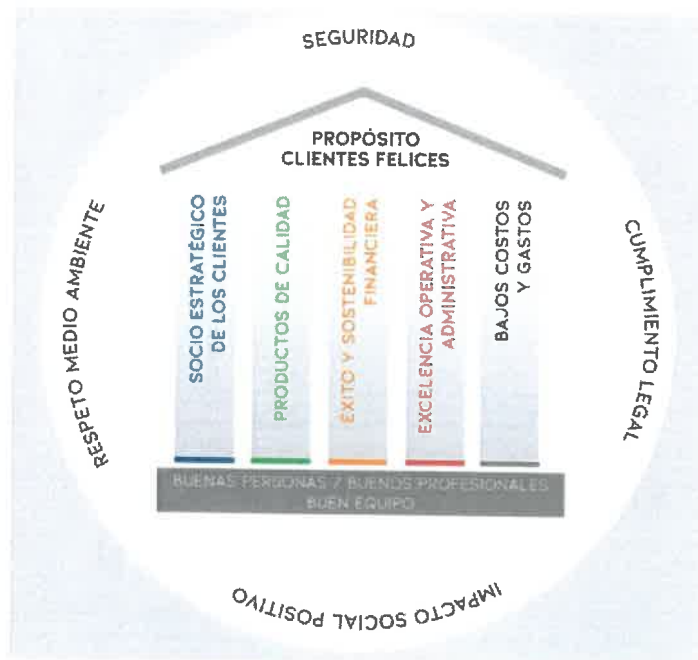 SEGURIDAD
PROPÓSITO
CLIENTES FELICES
RESPETO MEDIO AMBIENTE
SOCIO ESTRATÉGICO
DE LOS CLIENTES
PRODUCTOS DE CALIDAD
ÉXITO Y SOSTENIBILIDAD
FINANCIERA
EXCELENCIA OPERATIVA Y
ADMINISTRATIVA
BAJOS COSTOS
Y GASTOS
CUMPLIMIENTO LEGAL
BUENAS PERSONAS / BUENOS PROFESIONALES
BUEN EQUIPO
IMPACTO SOCIAL POSITIVO